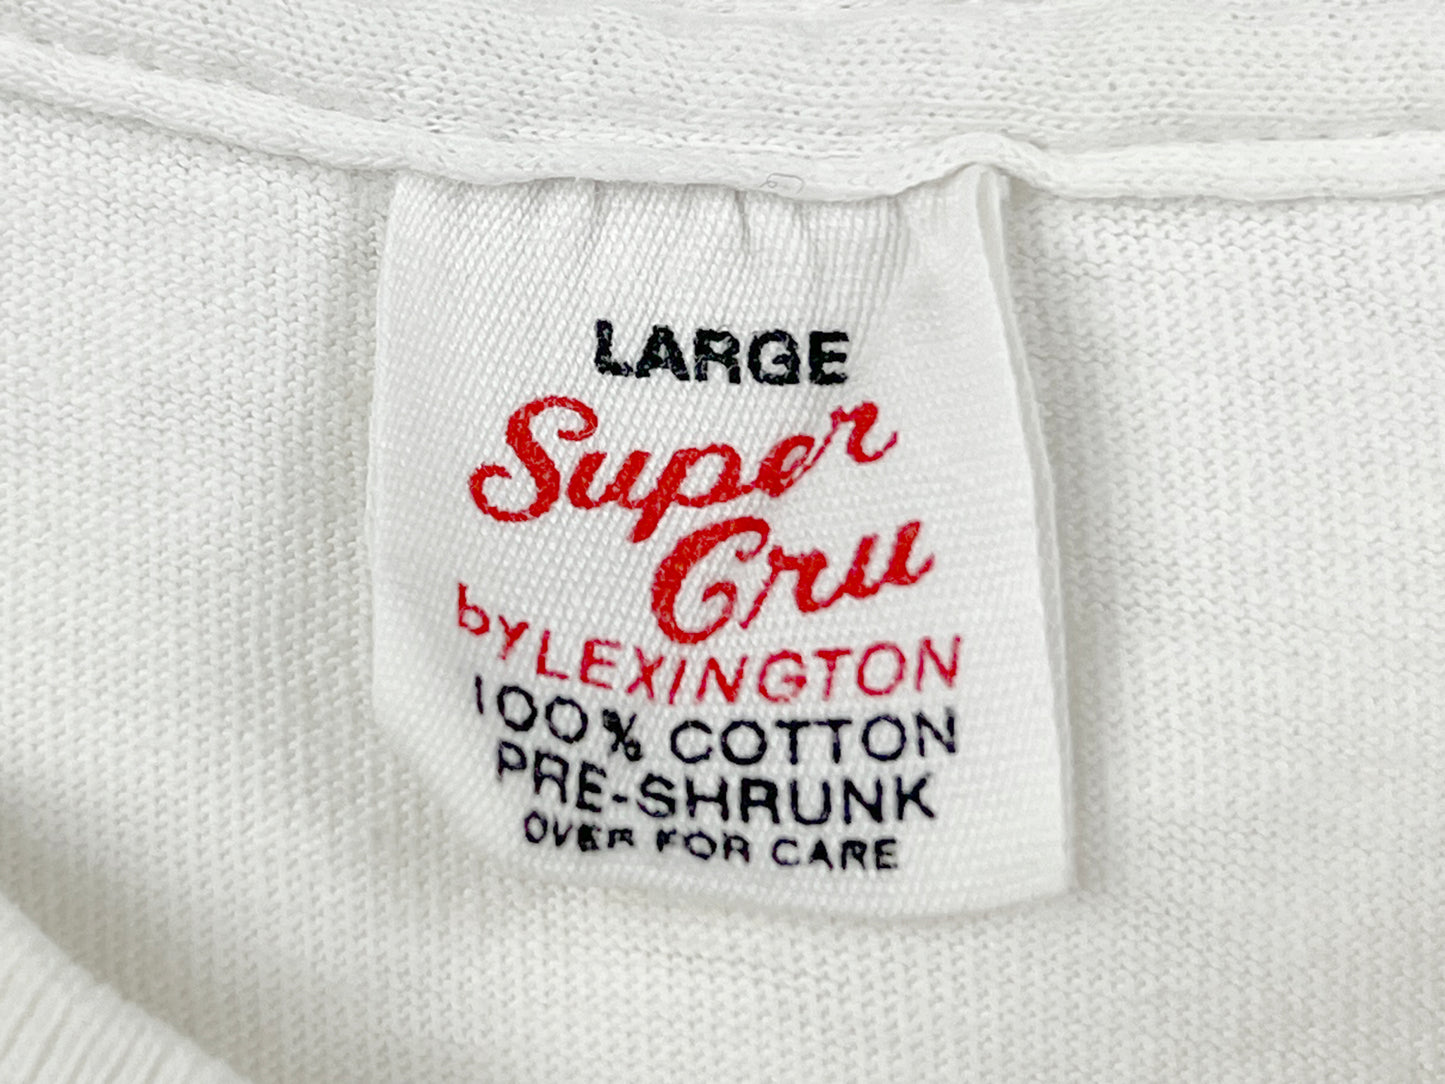 LARGE
Super
Cru
by LEXINGTON
100% COTTON
PRE-SHRUNK
OVER FOR CARE